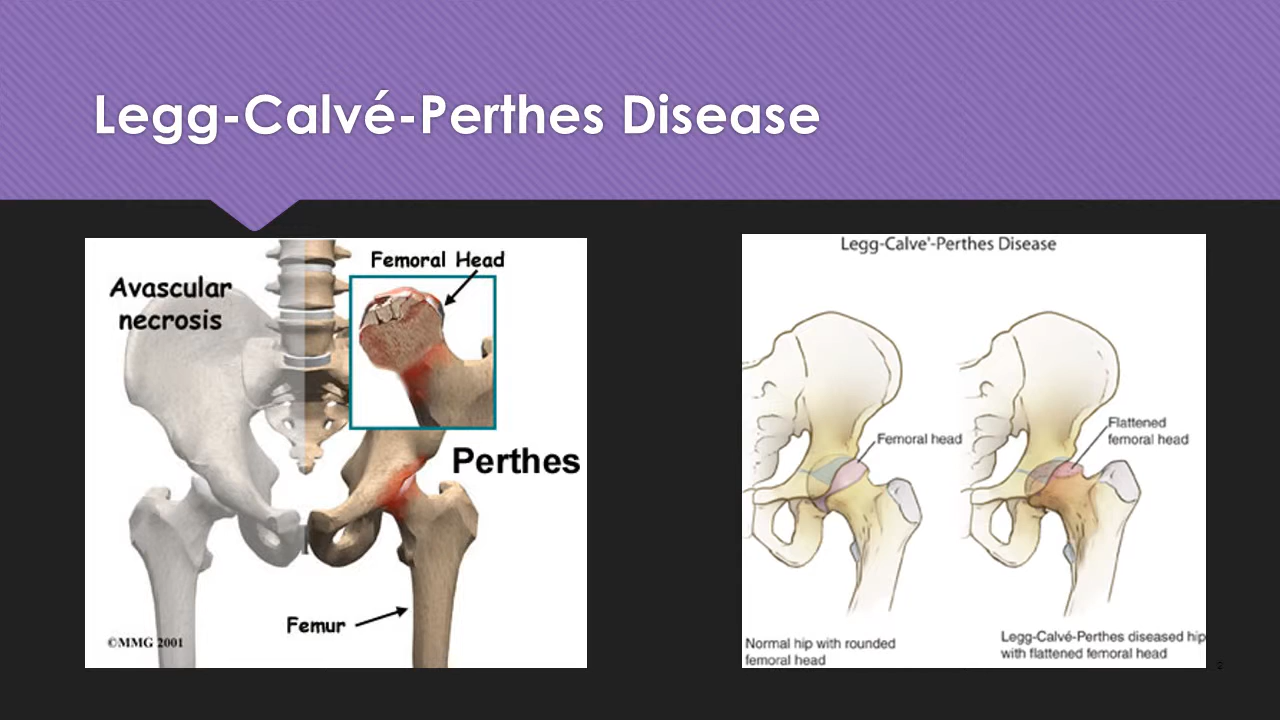 Legg-Calvé-Perthes Disease
Avascular
necrosis
Femoral Head
Perthes
Femur
©MMG 2001
Legg-Calve'-Perthes Disease
Femoral head
Flattened
femoral head
Normal hip with rounded
femoral head
Legg-Calvé-Perthes diseased hip
with flattened femoral head